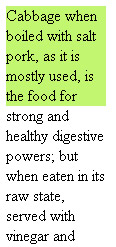 Cabbage when
boiled with salt
pork, as it is
mostly used, is
the food for
strong and
healthy digestive
powers; but
when eaten in its
raw state,
served with
vinegar and